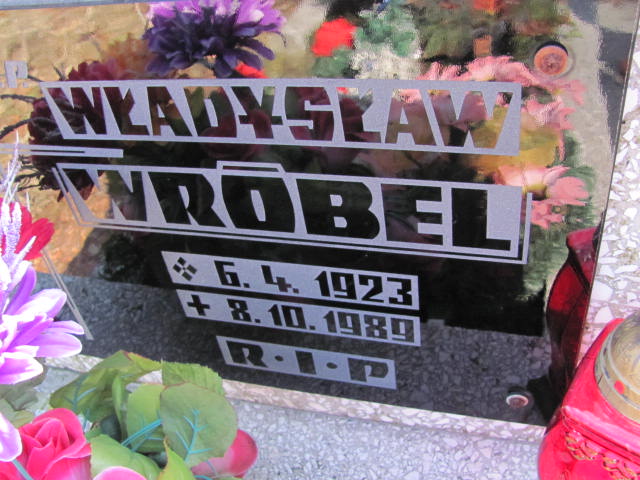 P
WŁADYSŁAW
WRÓBEL
6. 4. 1923
+ 8. 10. 1989
R · I · P